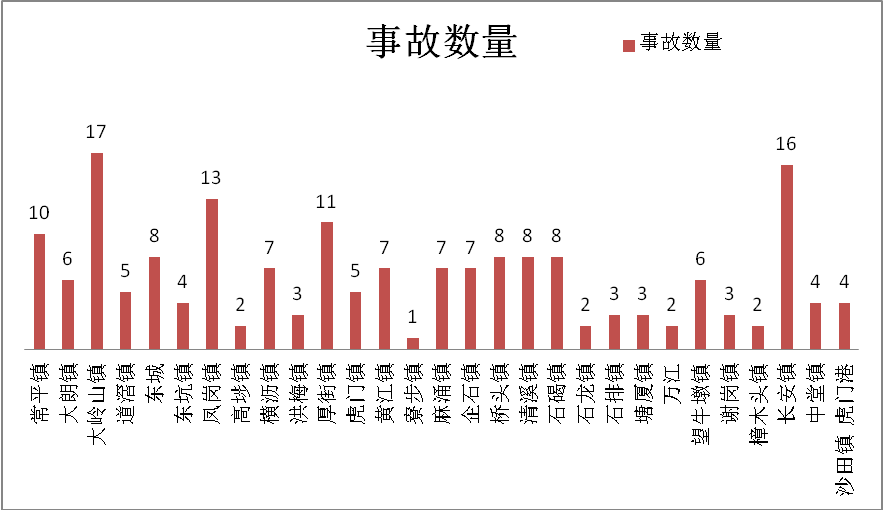 事故数量
事故数量
10
6
17
5
8
4
13
2
7
3
11
5
7
1
7
7
8
8
8
2
3
3
2
6
3
2
16
4
4
常平镇
大朗镇
大岭山镇
道滘镇
东城
东坑镇
凤岗镇
高埗镇
横沥镇
洪梅镇
厚街镇
虎门镇
黄江镇
寮步镇
麻涌镇
企石镇
桥头镇
清溪镇
石碣镇
石龙镇
石排镇
塘厦镇
万江
望牛墩镇
谢岗镇
樟木头镇
长安镇
中堂镇
沙田镇 虎门港